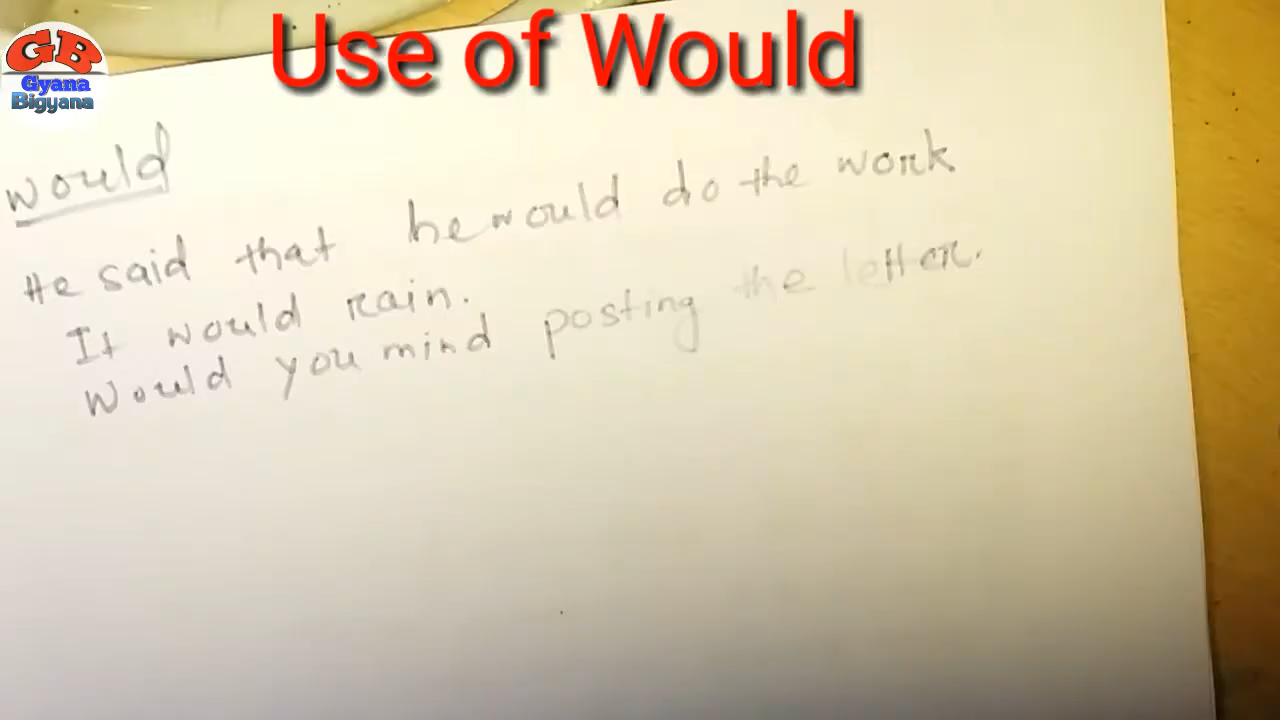 Use of Would
GB
Gyana
Bigyana
would
He said that he would do the work
It would rain.
Would you mind posting the letter.